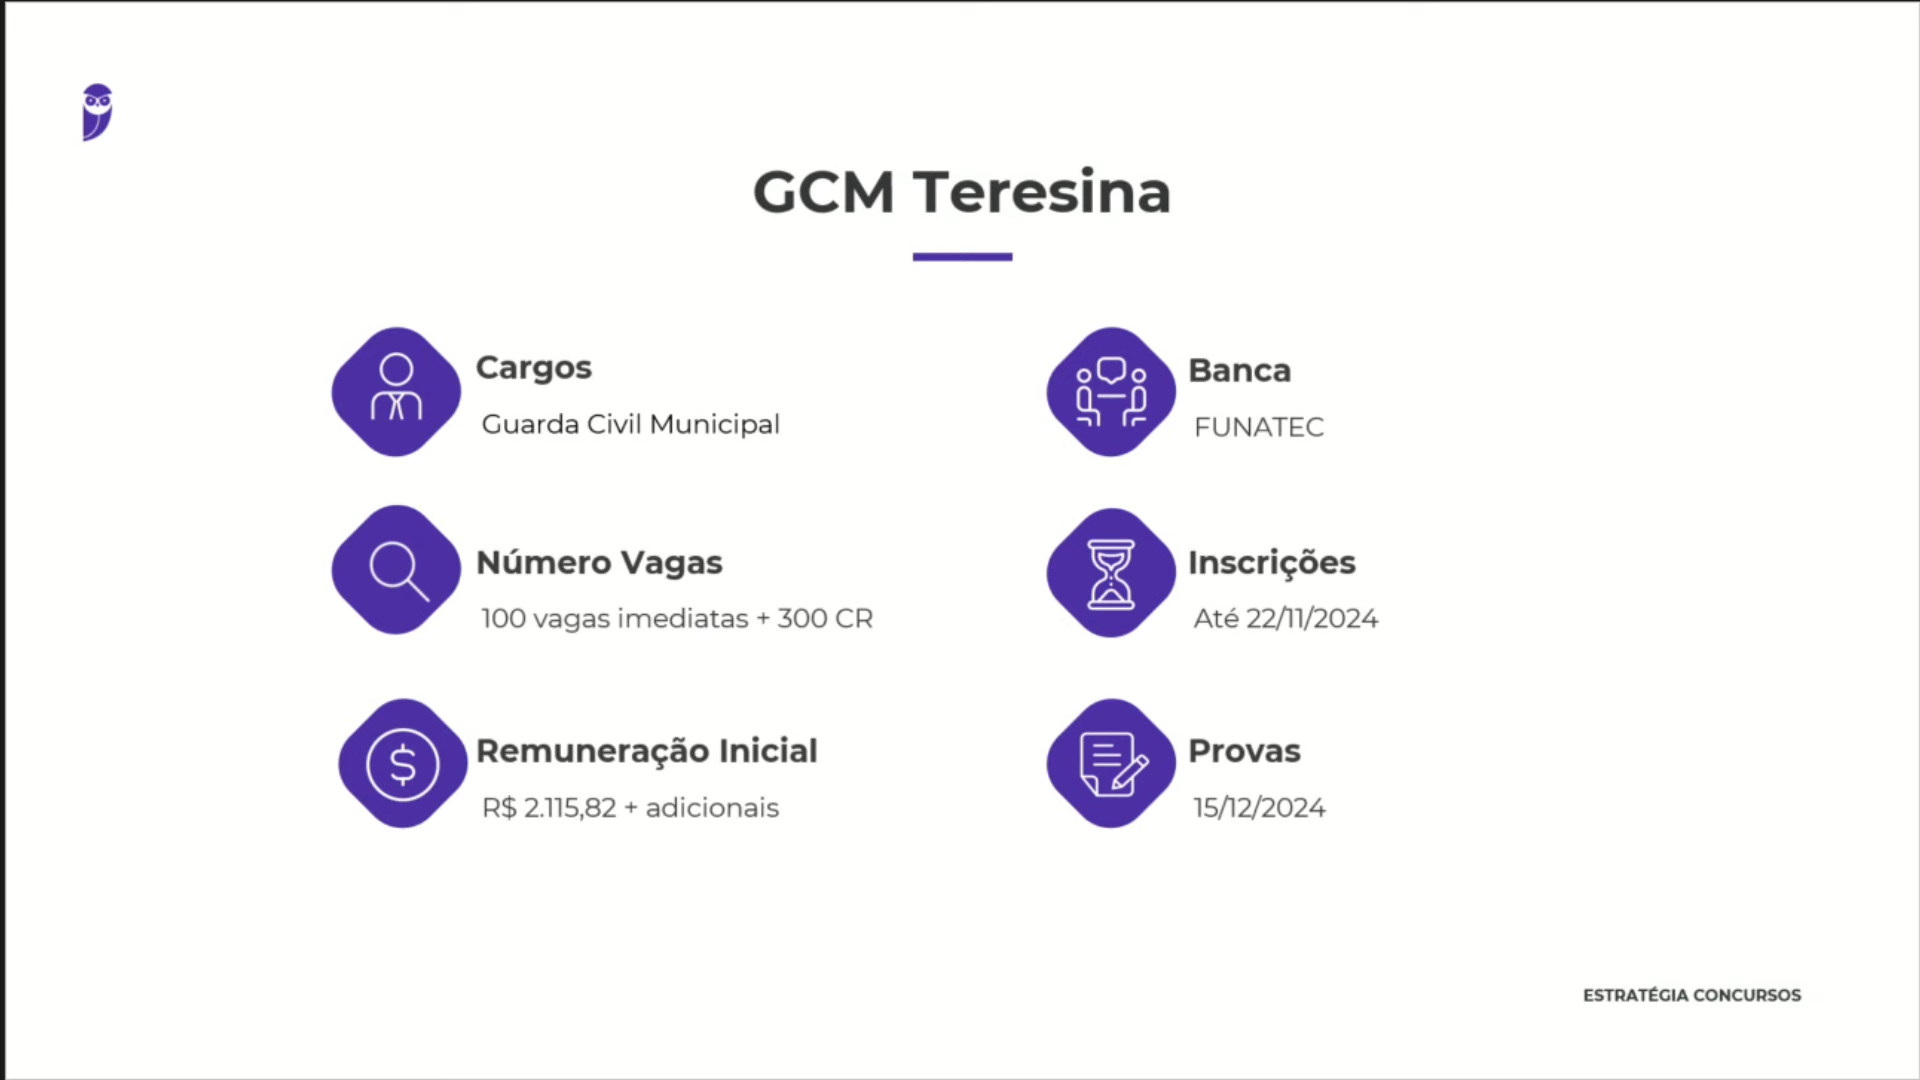 GCM Teresina
Cargos
Guarda Civil Municipal
Banca
FUNATEC
Número Vagas
100 vagas imediatas + 300 CR
Inscrições
Até 22/11/2024
Remuneração Inicial
R$ 2.115,82 + adicionais
Provas
15/12/2024
ESTRATÉGIA CONCURSOS